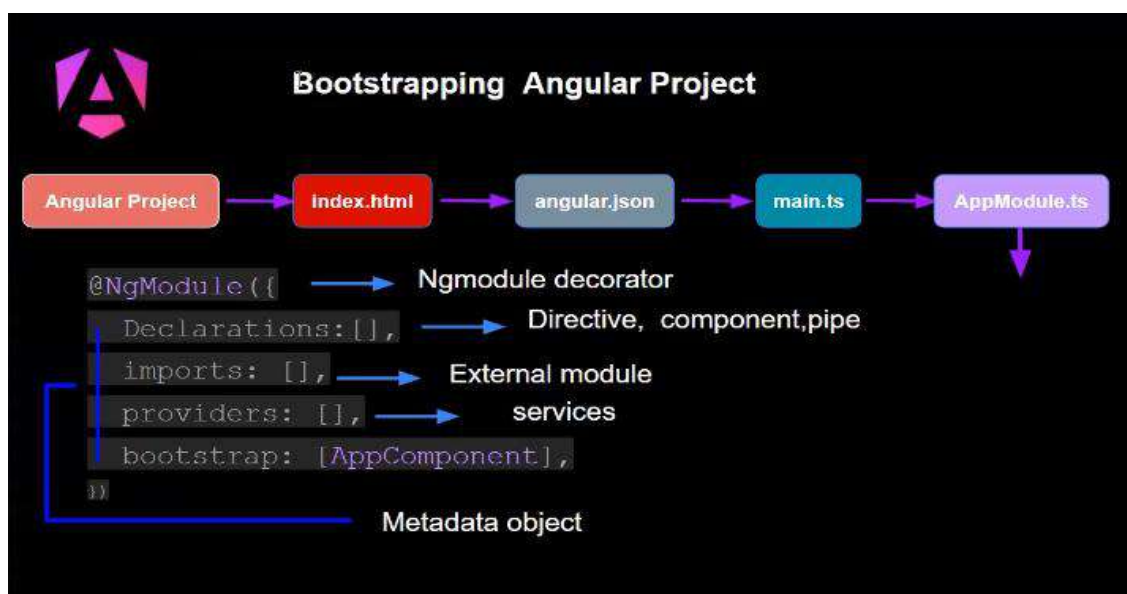 Bootstrapping Angular Project
Angular Project
index.html
angular.json
main.ts
AppModule.ts
@NgModule({
Ngmodule decorator
Declarations:[],
Directive, component,pipe
imports: [],
External module
providers: [],
services
bootstrap: [AppComponent],
})
Metadata object